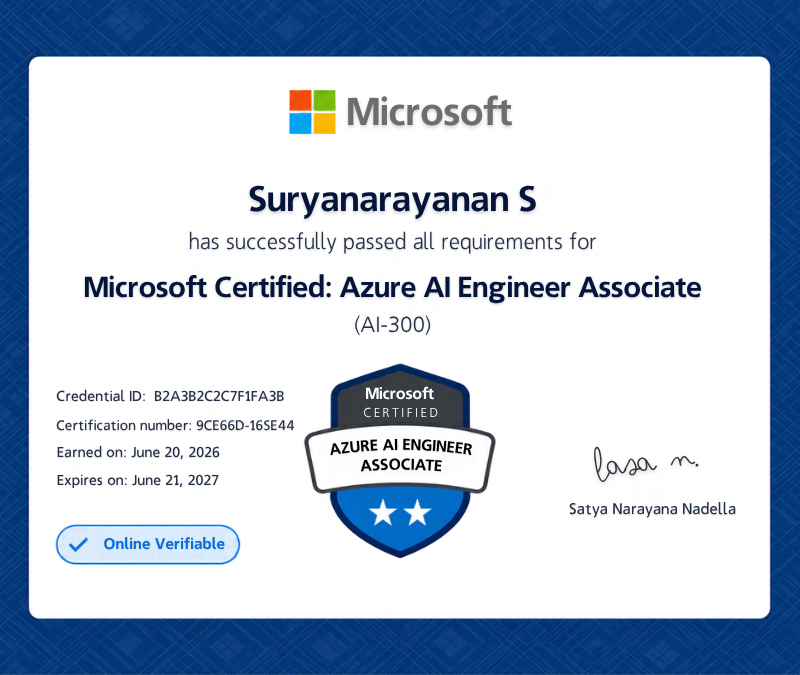 Microsoft
Suryanarayanan S
has successfully passed all requirements for
Microsoft Certified: Azure AI Engineer Associate
(AI-300)
Credential ID: B2A3B2C2C7F1FA3B
Certification number: 9CE66D-16SE44
Earned on: June 20, 2026
Expires on: June 21, 2027
Online Verifiable
Microsoft
CERTIFIED
AZURE AI ENGINEER
ASSOCIATE
Satya Narayana Nadella